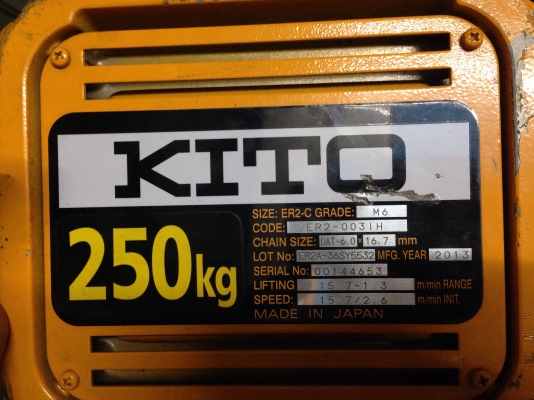 KITO
250kg
SIZE: ER2-C GRADE: M6
CODE: ER2-003IH
CHAIN SIZE: DAT-6.0 × 16.7 mm
LOT No: ER2A-36SY5532 MFG. YEAR 2013
SERIAL No: 00144653
LIFTING 15.7-1.3 m/min RANGE
SPEED: 15.7/2.6 m/min INIT.
MADE IN JAPAN